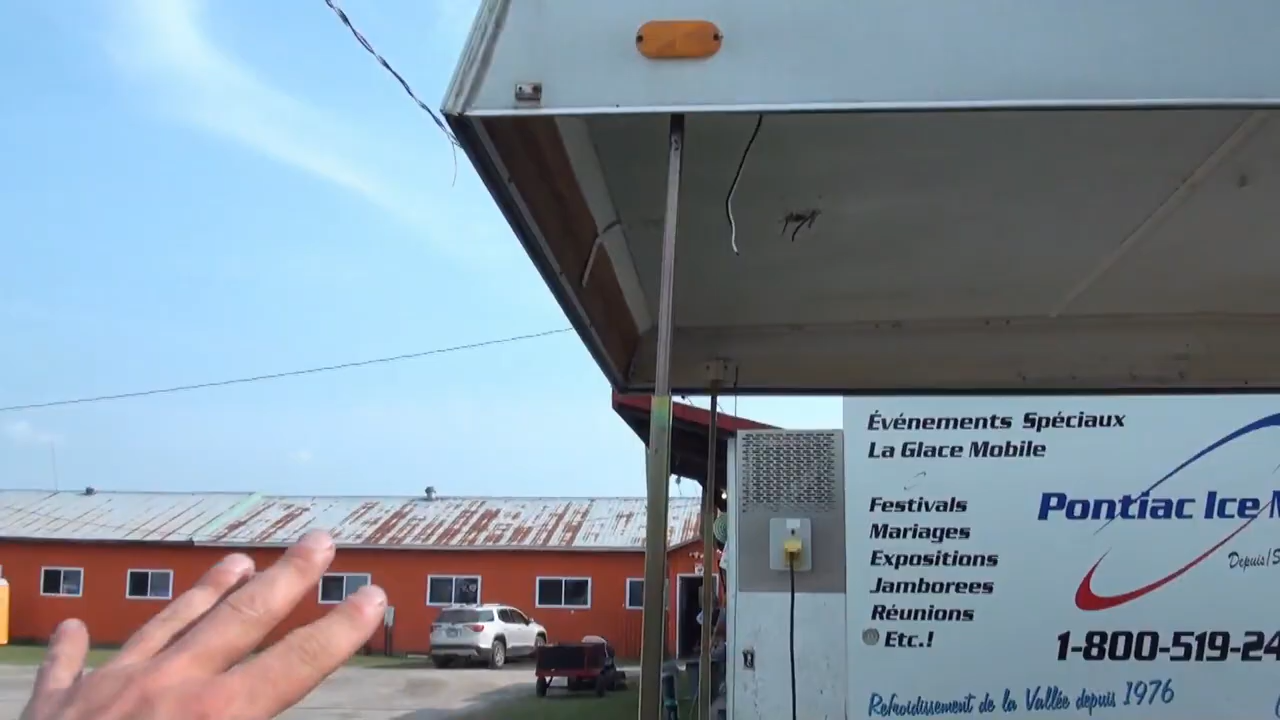 Événements Spéciaux
La Glace Mobile
Festivals
Mariages
Expositions
Jamborees
Réunions
Etc.!
Pontiac Ice
Depuis/S
1-800-519-24
Refroidissement de la Vallée depuis 1976